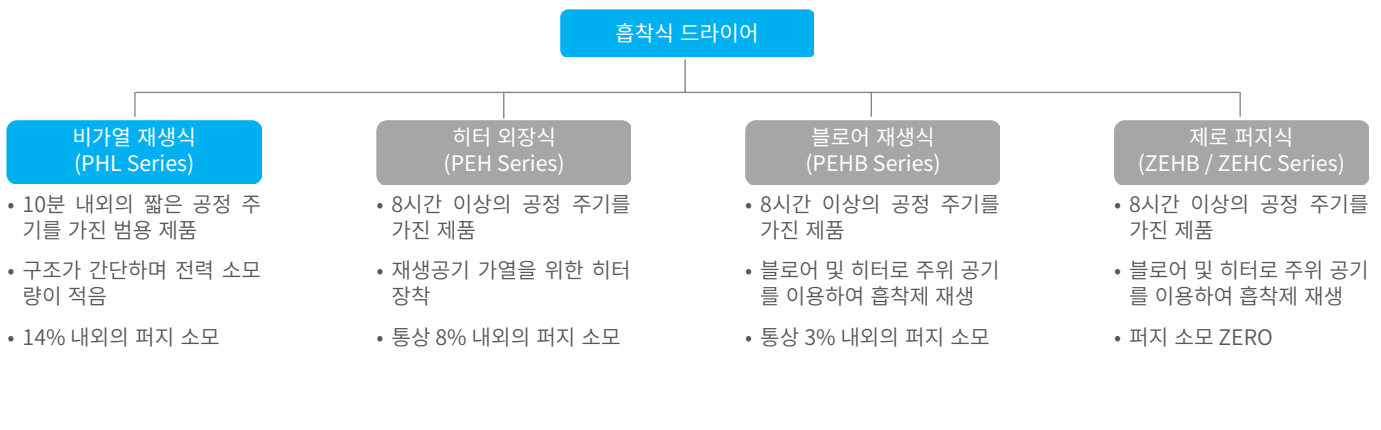 흡착식 드라이어
비가열 재생식
(PHL Series)
• 10분 내외의 짧은 공정 주
기를 가진 범용 제품
• 구조가 간단하며 전력 소모
량이 적음
• 14% 내외의 퍼지 소모
히터 외장식
(PEH Series)
• 8시간 이상의 공정 주기를
가진 제품
• 재생공기 가열을 위한 히터
장착
• 통상 8% 내외의 퍼지 소모
블로어 재생식
(PEHB Series)
• 8시간 이상의 공정 주기를
가진 제품
• 블로어 및 히터로 주위 공기
를 이용하여 흡착제 재생
• 통상 3% 내외의 퍼지 소모
제로 퍼지식
(ZEHB / ZEHC Series)
• 8시간 이상의 공정 주기를
가진 제품
• 블로어 및 히터로 주위 공기
를 이용하여 흡착제 재생
• 퍼지 소모 ZERO